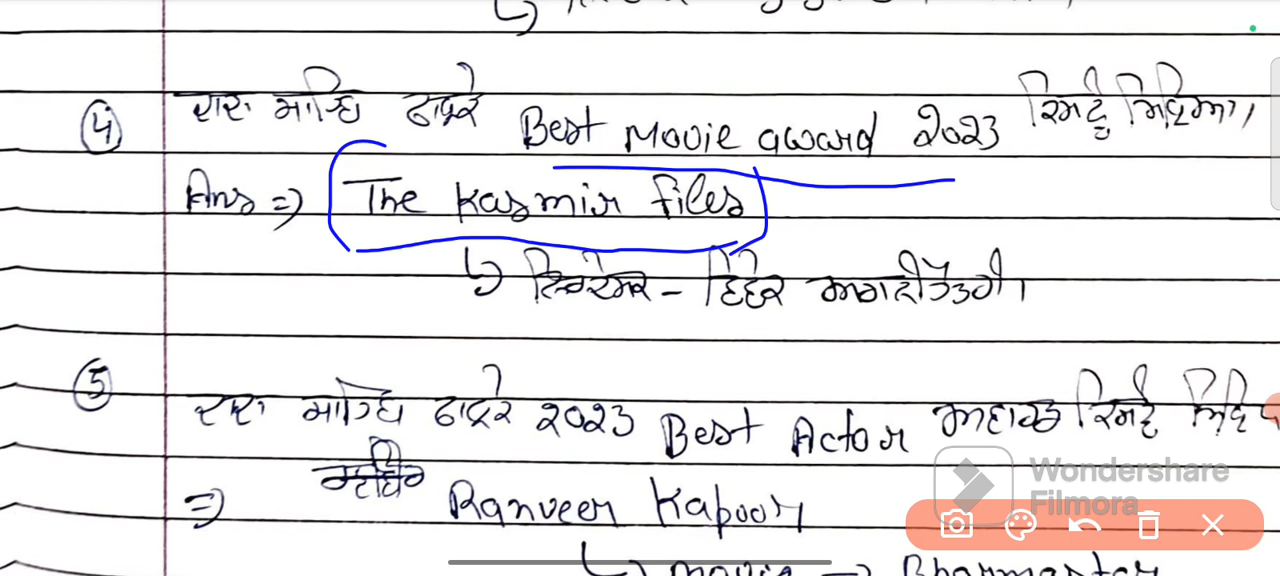 ④ ਦਾਦਾ ਸਾਹਿਬ ਫਾਲਕੇ Best Movie award 2023 ਕਿਸਨੂੰ ਮਿਲਿਆ।
Ans ⇒ The Kasmir files
↳ ਵਿਵੇਕ ਅਗਨੀਹੋਤਰੀ।
⑤ ਦਾਦਾ ਸਾਹਿਬ ਫਾਲਕੇ 2023 Best Actor ਅਵਾਰਡ ਕਿਸਨੂੰ
⇒ Ranveer Kapoor
↳ movie →
Wondershare
Filmora